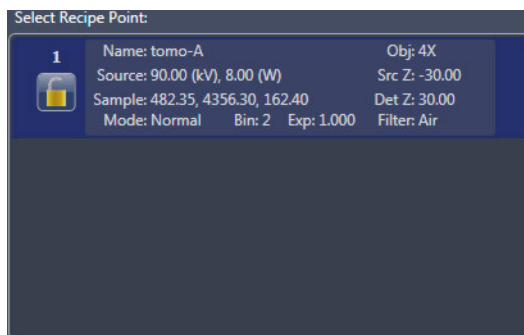 Select Recipe Point:
1
Name: tomo-A Obj: 4X
Source: 90.00 (kV), 8.00 (W) Src Z: -30.00
Sample: 482.35, 4356.30, 162.40 Det Z: 30.00
Mode: Normal Bin: 2 Exp: 1.000 Filter: Air